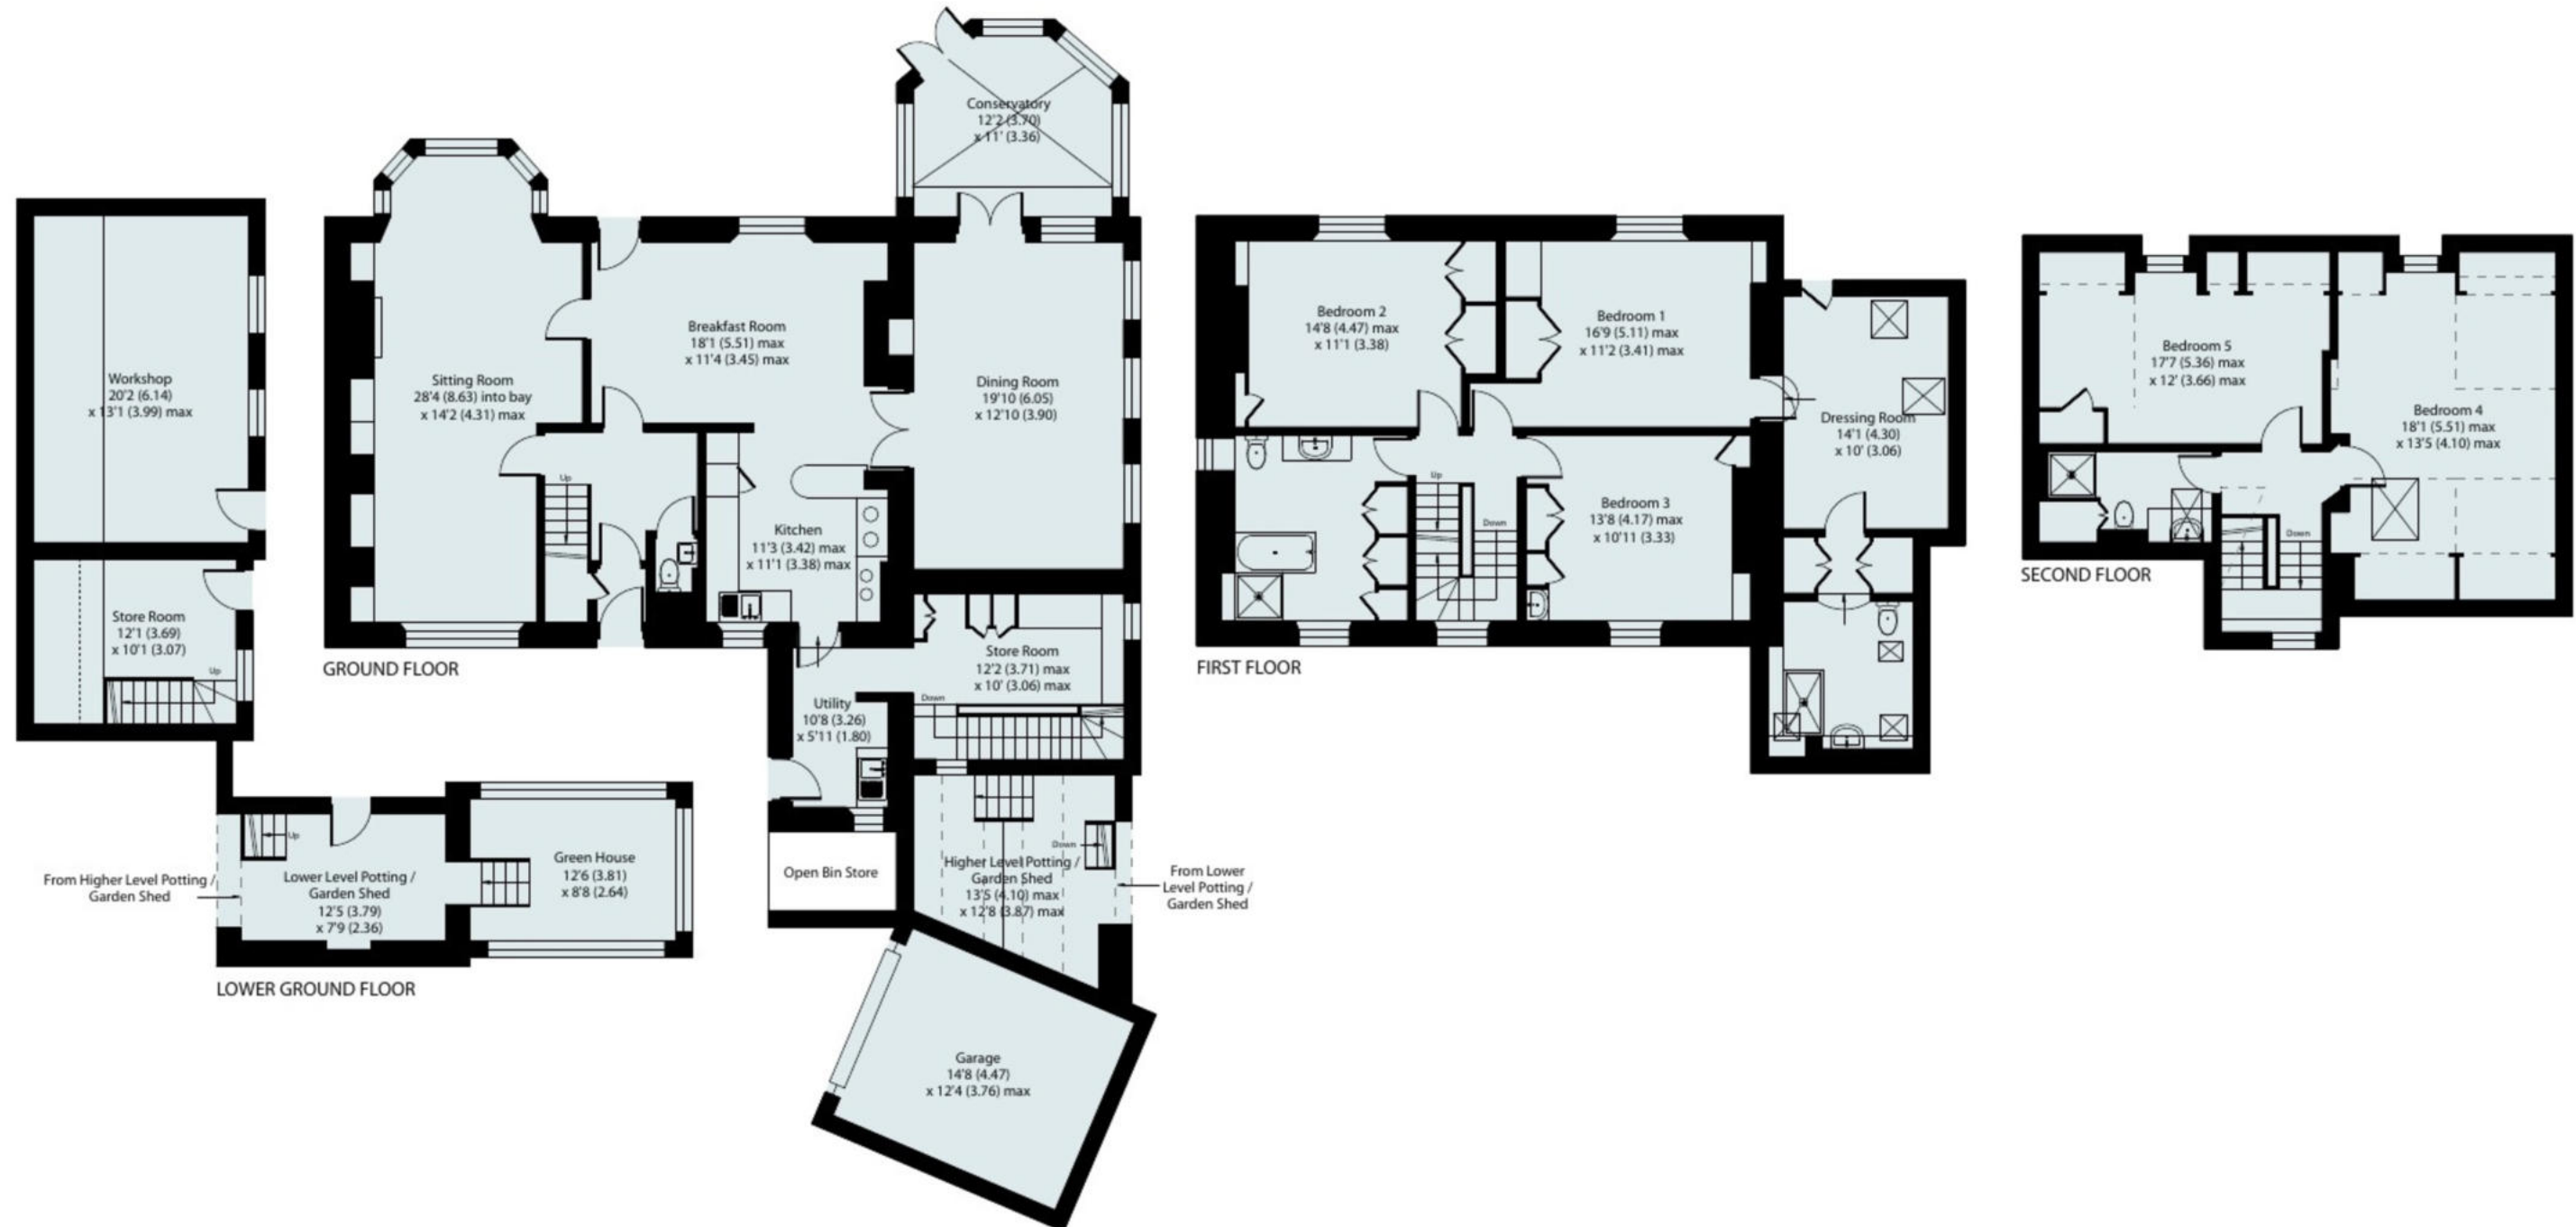 Workshop
20'2 (6.14)
x 13'1 (3.99) max
Store Room
12'1 (3.69)
x 10'1 (3.07)
Up
From Higher Level Potting /
Garden Shed
Up
Lower Level Potting /
Garden Shed
12'5 (3.79)
x 7'9 (2.36)
Green House
12'6 (3.81)
x 8'8 (2.64)
LOWER GROUND FLOOR
Conservatory
12'2 (3.70)
x 11' (3.36)
Sitting Room
28'4 (8.63) into bay
x 14'2 (4.31) max
Breakfast Room
18'1 (5.51) max
x 11'4 (3.45) max
Dining Room
19'10 (6.05)
x 12'10 (3.90)
Up
Kitchen
11'3 (3.42) max
x 11'1 (3.38) max
GROUND FLOOR
Store Room
12'2 (3.71) max
x 10' (3.06) max
Down
Utility
10'8 (3.26)
x 5'11 (1.80)
Open Bin Store
Down
Higher Level Potting /
Garden Shed
13'5 (4.10) max
x 12'8 (3.87) max
From Lower
Level Potting /
Garden Shed
Garage
14'8 (4.47)
x 12'4 (3.76) max
Bedroom 2
14'8 (4.47) max
x 11'1 (3.38)
Bedroom 1
16'9 (5.11) max
x 11'2 (3.41) max
Dressing Room
14'1 (4.30)
x 10' (3.06)
Up
Down
Bedroom 3
13'8 (4.17) max
x 10'11 (3.33)
FIRST FLOOR
Bedroom 5
17'7 (5.36) max
x 12' (3.66) max
Bedroom 4
18'1 (5.51) max
x 13'5 (4.10) max
Down
SECOND FLOOR